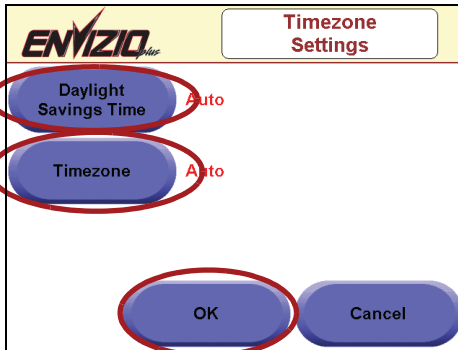 ENVIZIO plus
Timezone
Settings
Daylight
Savings Time
Auto
Timezone
Auto
OK
Cancel